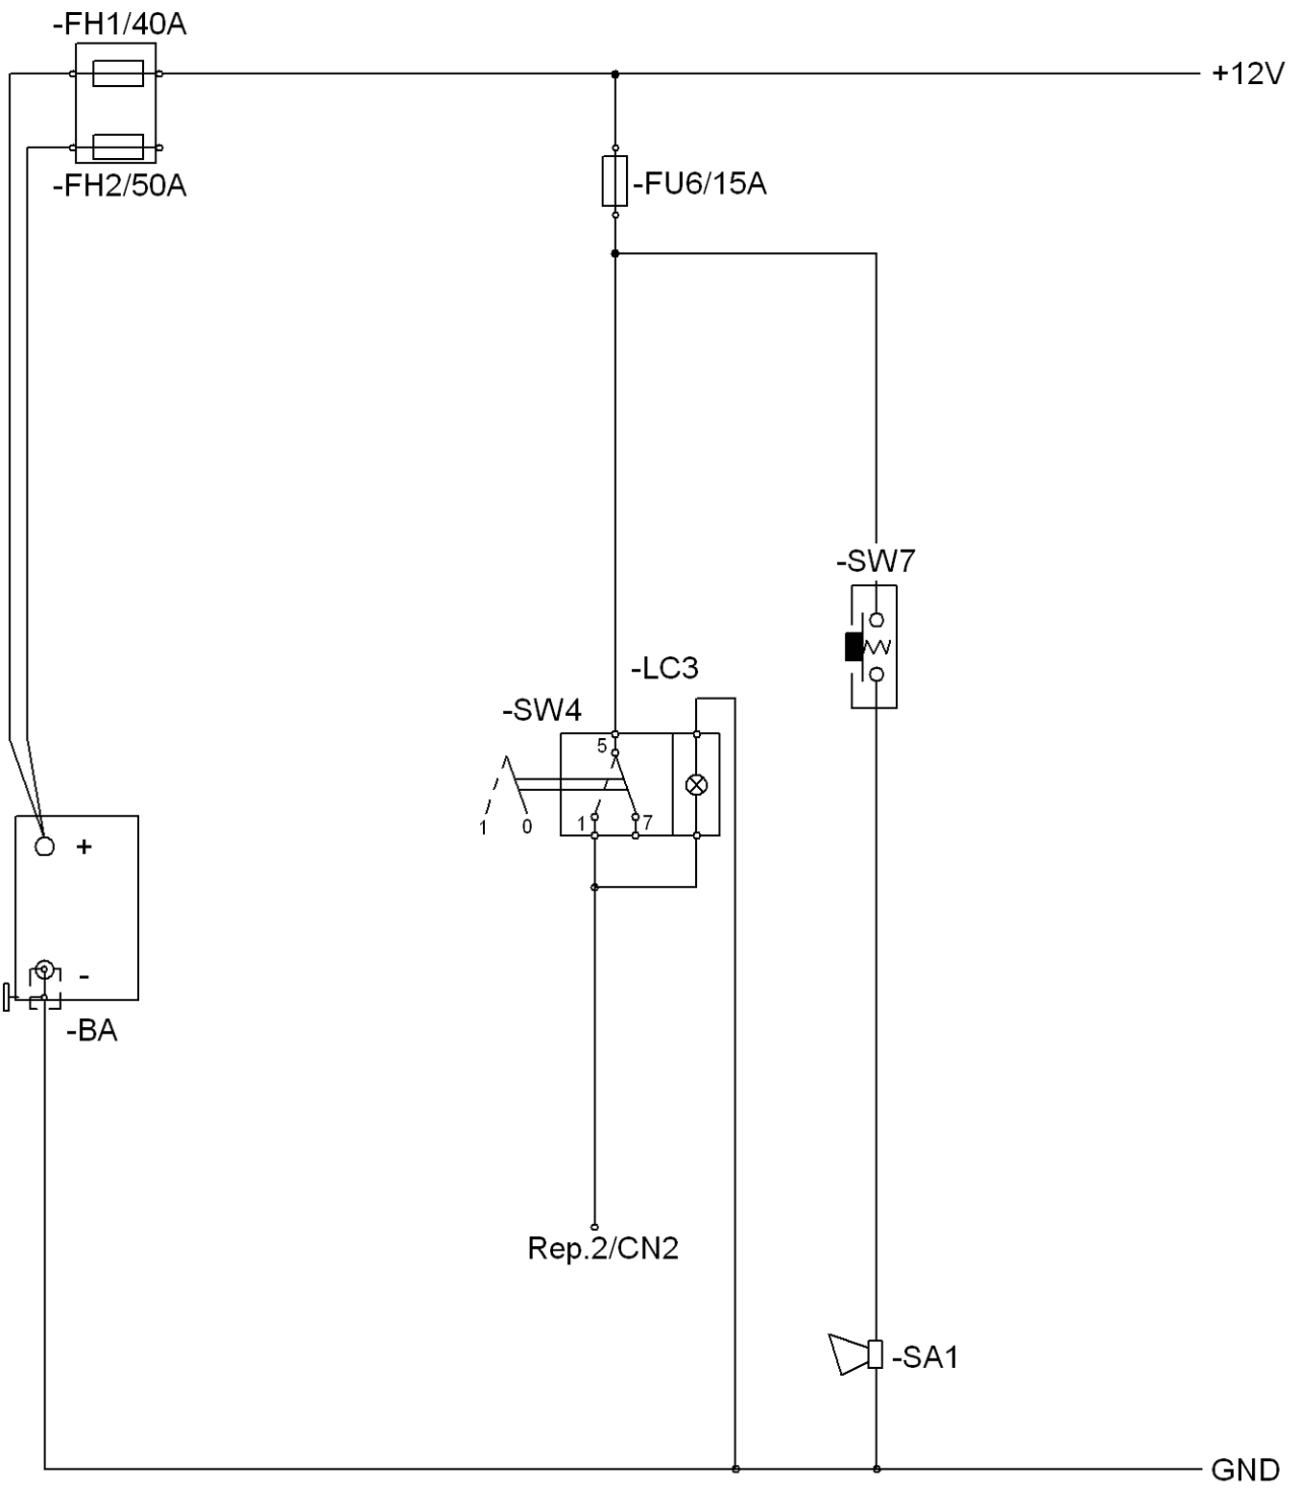 -FH1/40A
+12V
-FH2/50A
-FU6/15A
-SW7
-LC3
-SW4
5
1
0
1
7
+
-
-BA
Rep.2/CN2
-SA1
GND